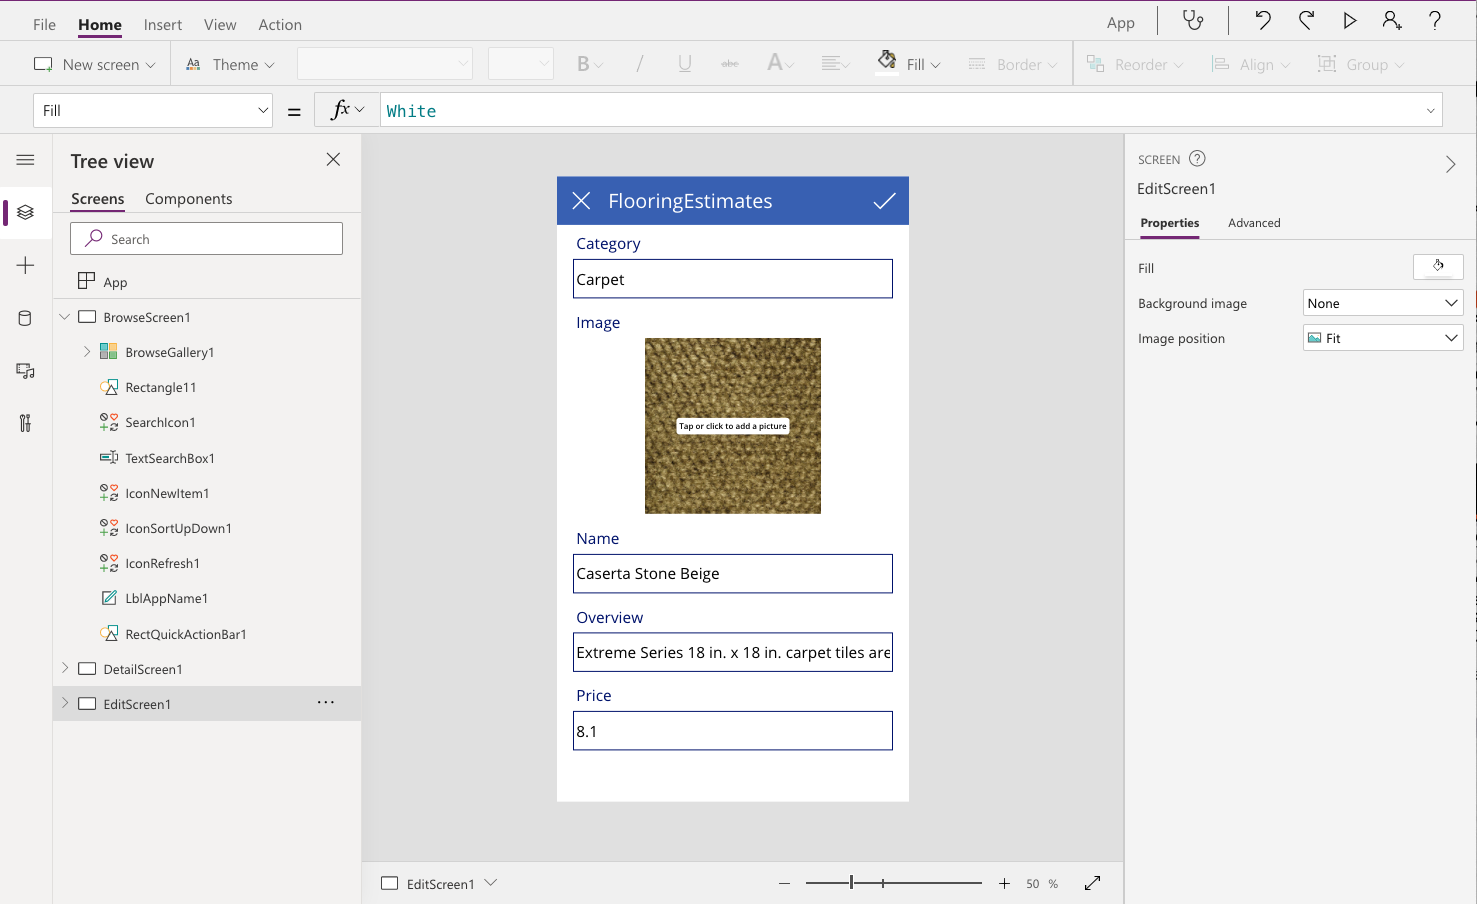 File Home Insert View Action App
New screen Theme B / U abc A Fill Border Reorder Align Group
Fill = fx White
Tree view
Screens Components
Search
App
BrowseScreen1
BrowseGallery1
Rectangle11
SearchIcon1
TextSearchBox1
IconNewItem1
IconSortUpDown1
IconRefresh1
LblAppName1
RectQuickActionBar1
DetailScreen1
EditScreen1 ...
FlooringEstimates
Category
Carpet
Image
Tap or click to add a picture
Name
Caserta Stone Beige
Overview
Extreme Series 18 in. x 18 in. carpet tiles are
Price
8.1
EditScreen1 50 %
SCREEN
EditScreen1
Properties Advanced
Fill
Background image None
Image position Fit